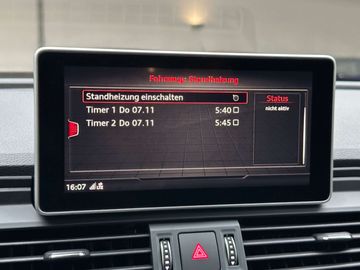 Fahrzeug Standheizung
Standheizung einschalten
Timer 1 Do 07.11 5:40
Timer 2 Do 07.11 5:45
Status
nicht aktiv
16:07